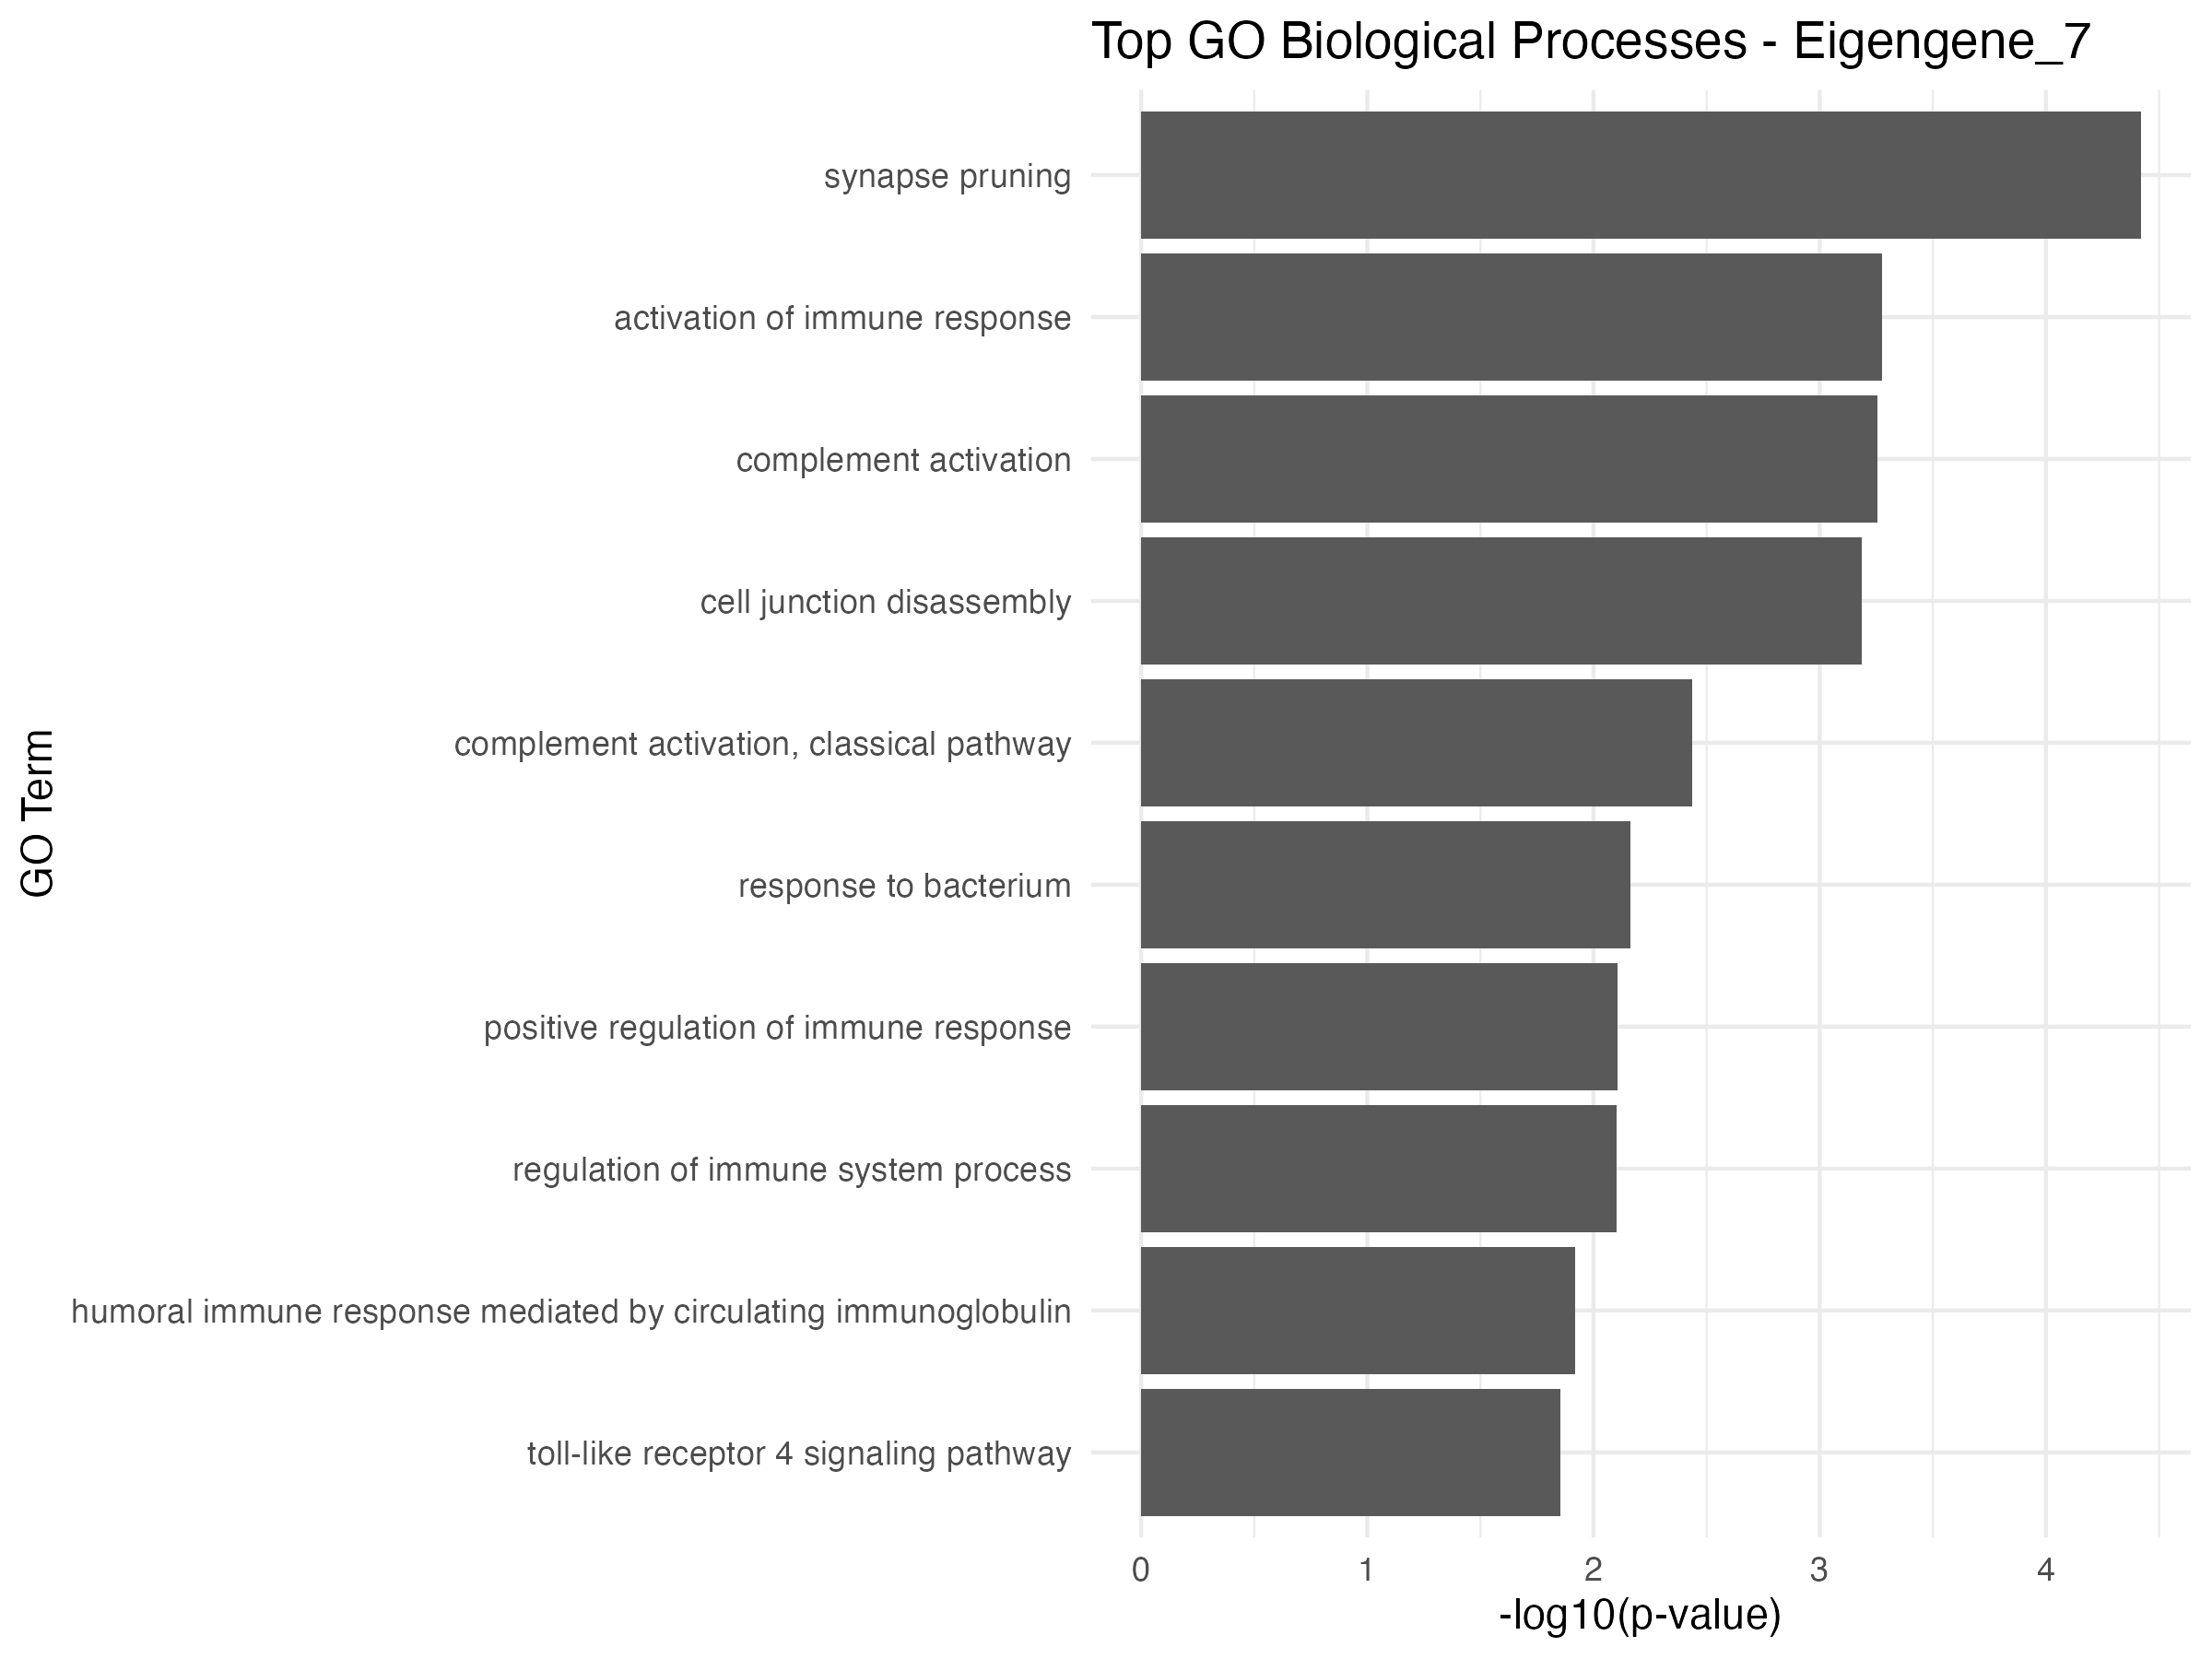 Top GO Biological Processes - Eigengene_7
synapse pruning
activation of immune response
complement activation
cell junction disassembly
complement activation, classical pathway
response to bacterium
positive regulation of immune response
regulation of immune system process
humoral immune response mediated by circulating immunoglobulin
toll-like receptor 4 signaling pathway
GO Term
0 1 2 3 4
-log10(p-value)